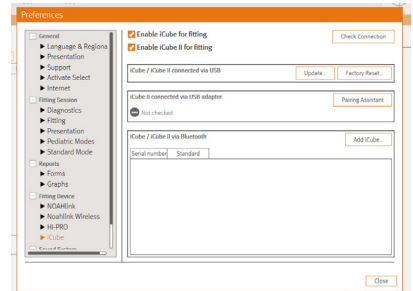 Preferences
General
Language & Regiona
Presentation
Support
Activate Select
Internet
Fitting Session
Diagnostics
Fitting
Presentation
Pediatric Modes
Standard Mode
Reports
Forms
Graphs
Fitting Device
NOAHlink
Noahlink Wireless
HI-PRO
iCube
Sound System
Enable iCube for fitting
Enable iCube II for fitting
Check Connection
iCube / iCube II connected via USB
Update...
Factory Reset...
iCube II connected via USB adapter
Pairing Assistant
Not checked
iCube / iCube II via Bluetooth
Add iCube...
Serial number
Standard
Close